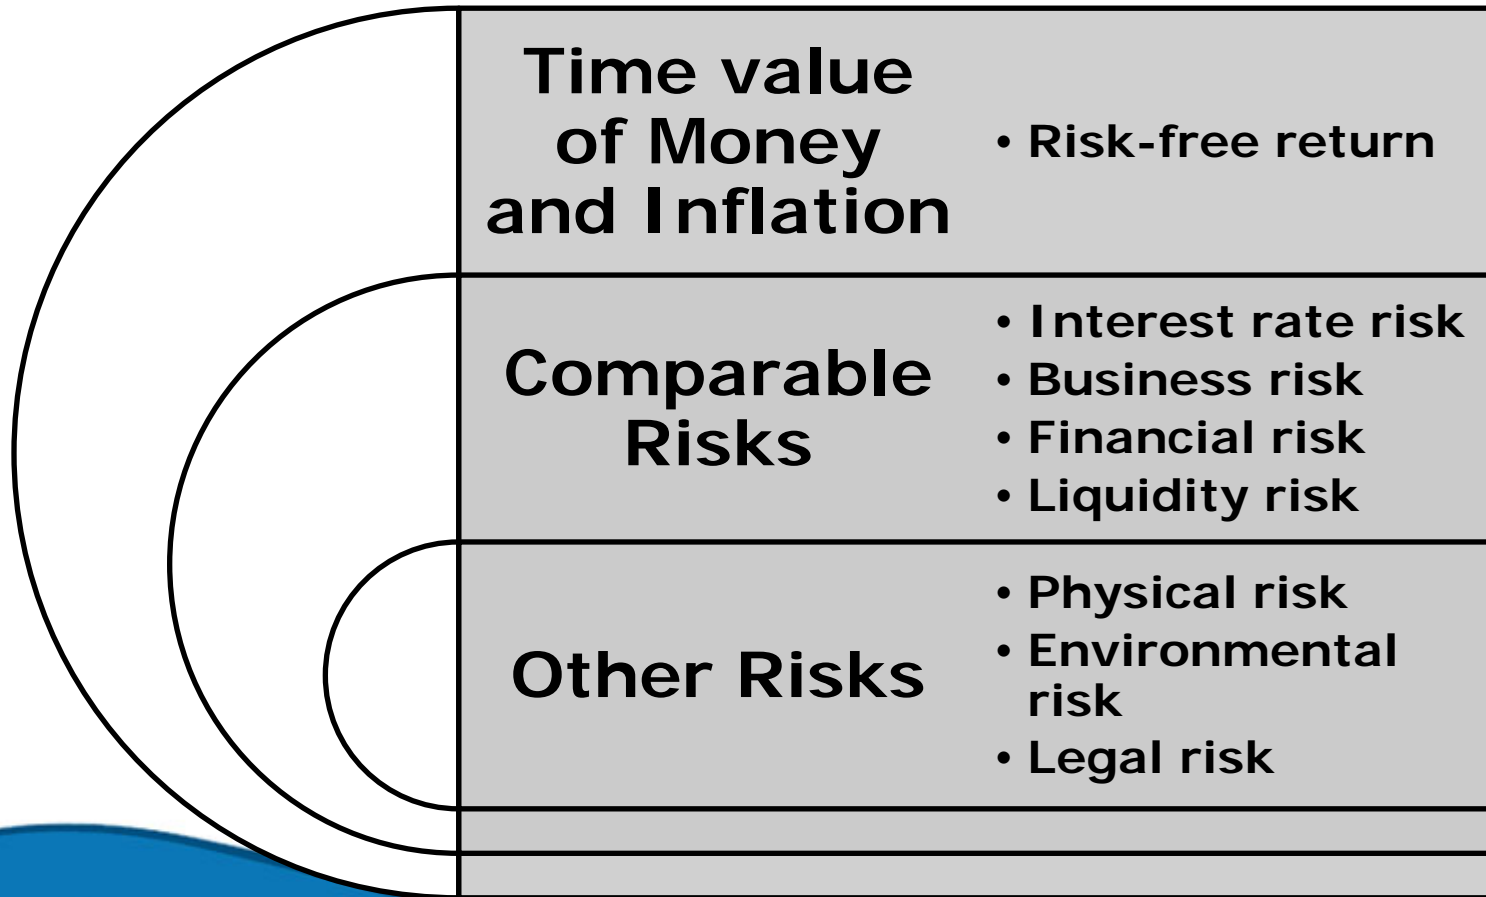 Time value
of Money
and Inflation
• Risk-free return
Comparable
Risks
• Interest rate risk
• Business risk
• Financial risk
• Liquidity risk
Other Risks
• Physical risk
• Environmental
risk
• Legal risk